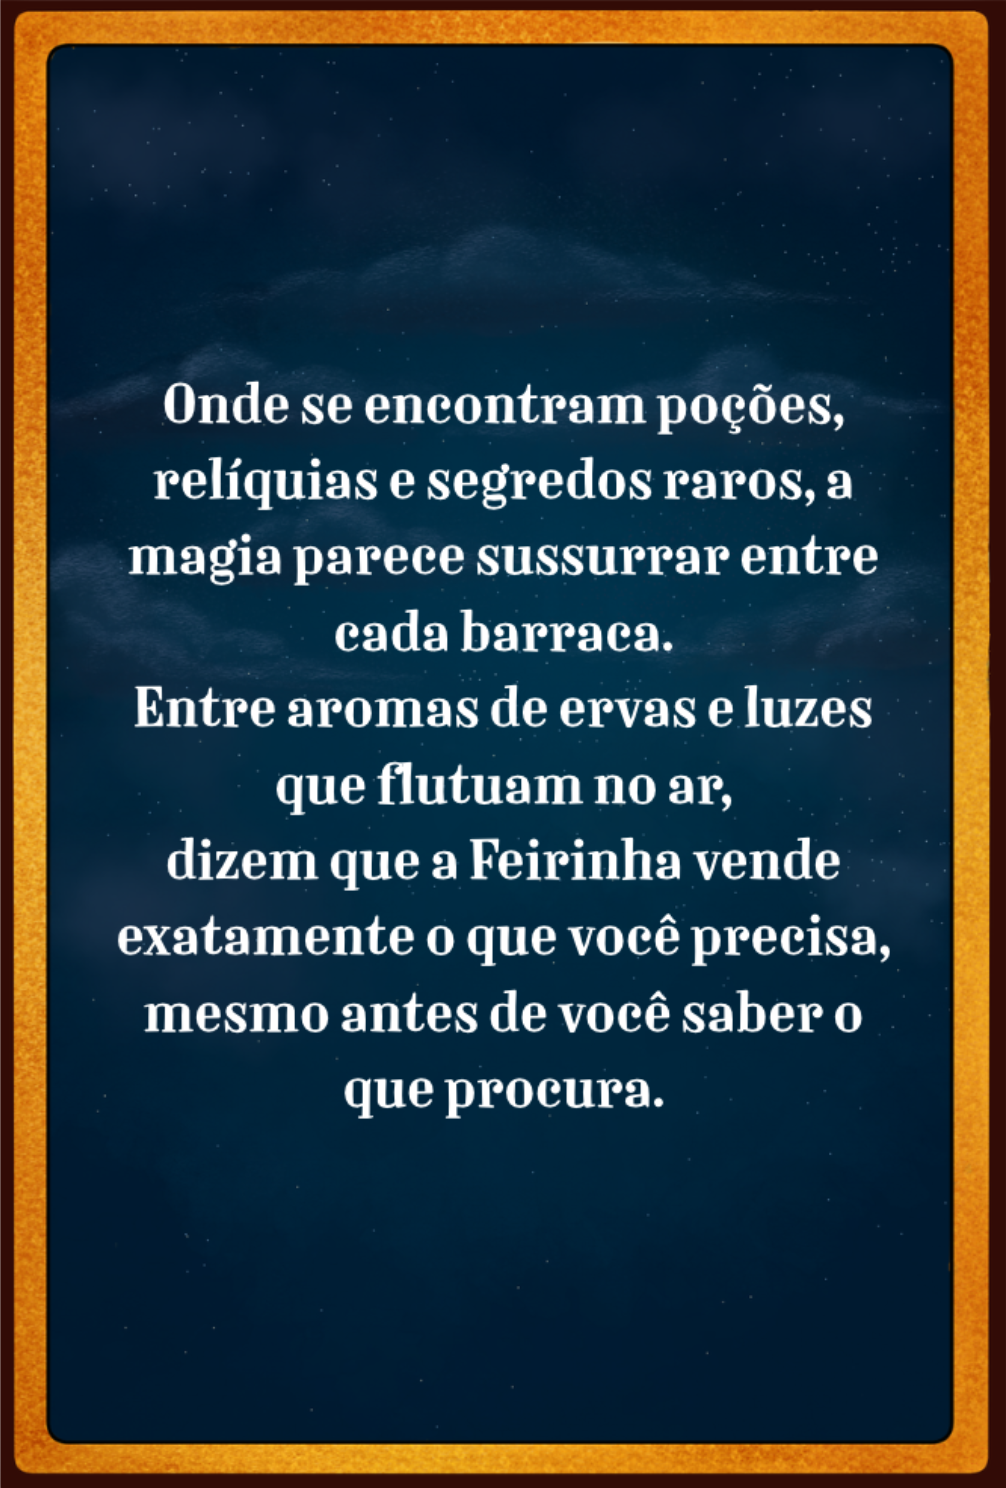 Onde se encontram poções,
relíquias e segredos raros, a
magia parece sussurrar entre
cada barraca.
Entre aromas de ervas e luzes
que flutuam no ar,
dizem que a Feirinha vende
exatamente o que você precisa,
mesmo antes de você saber o
que procura.